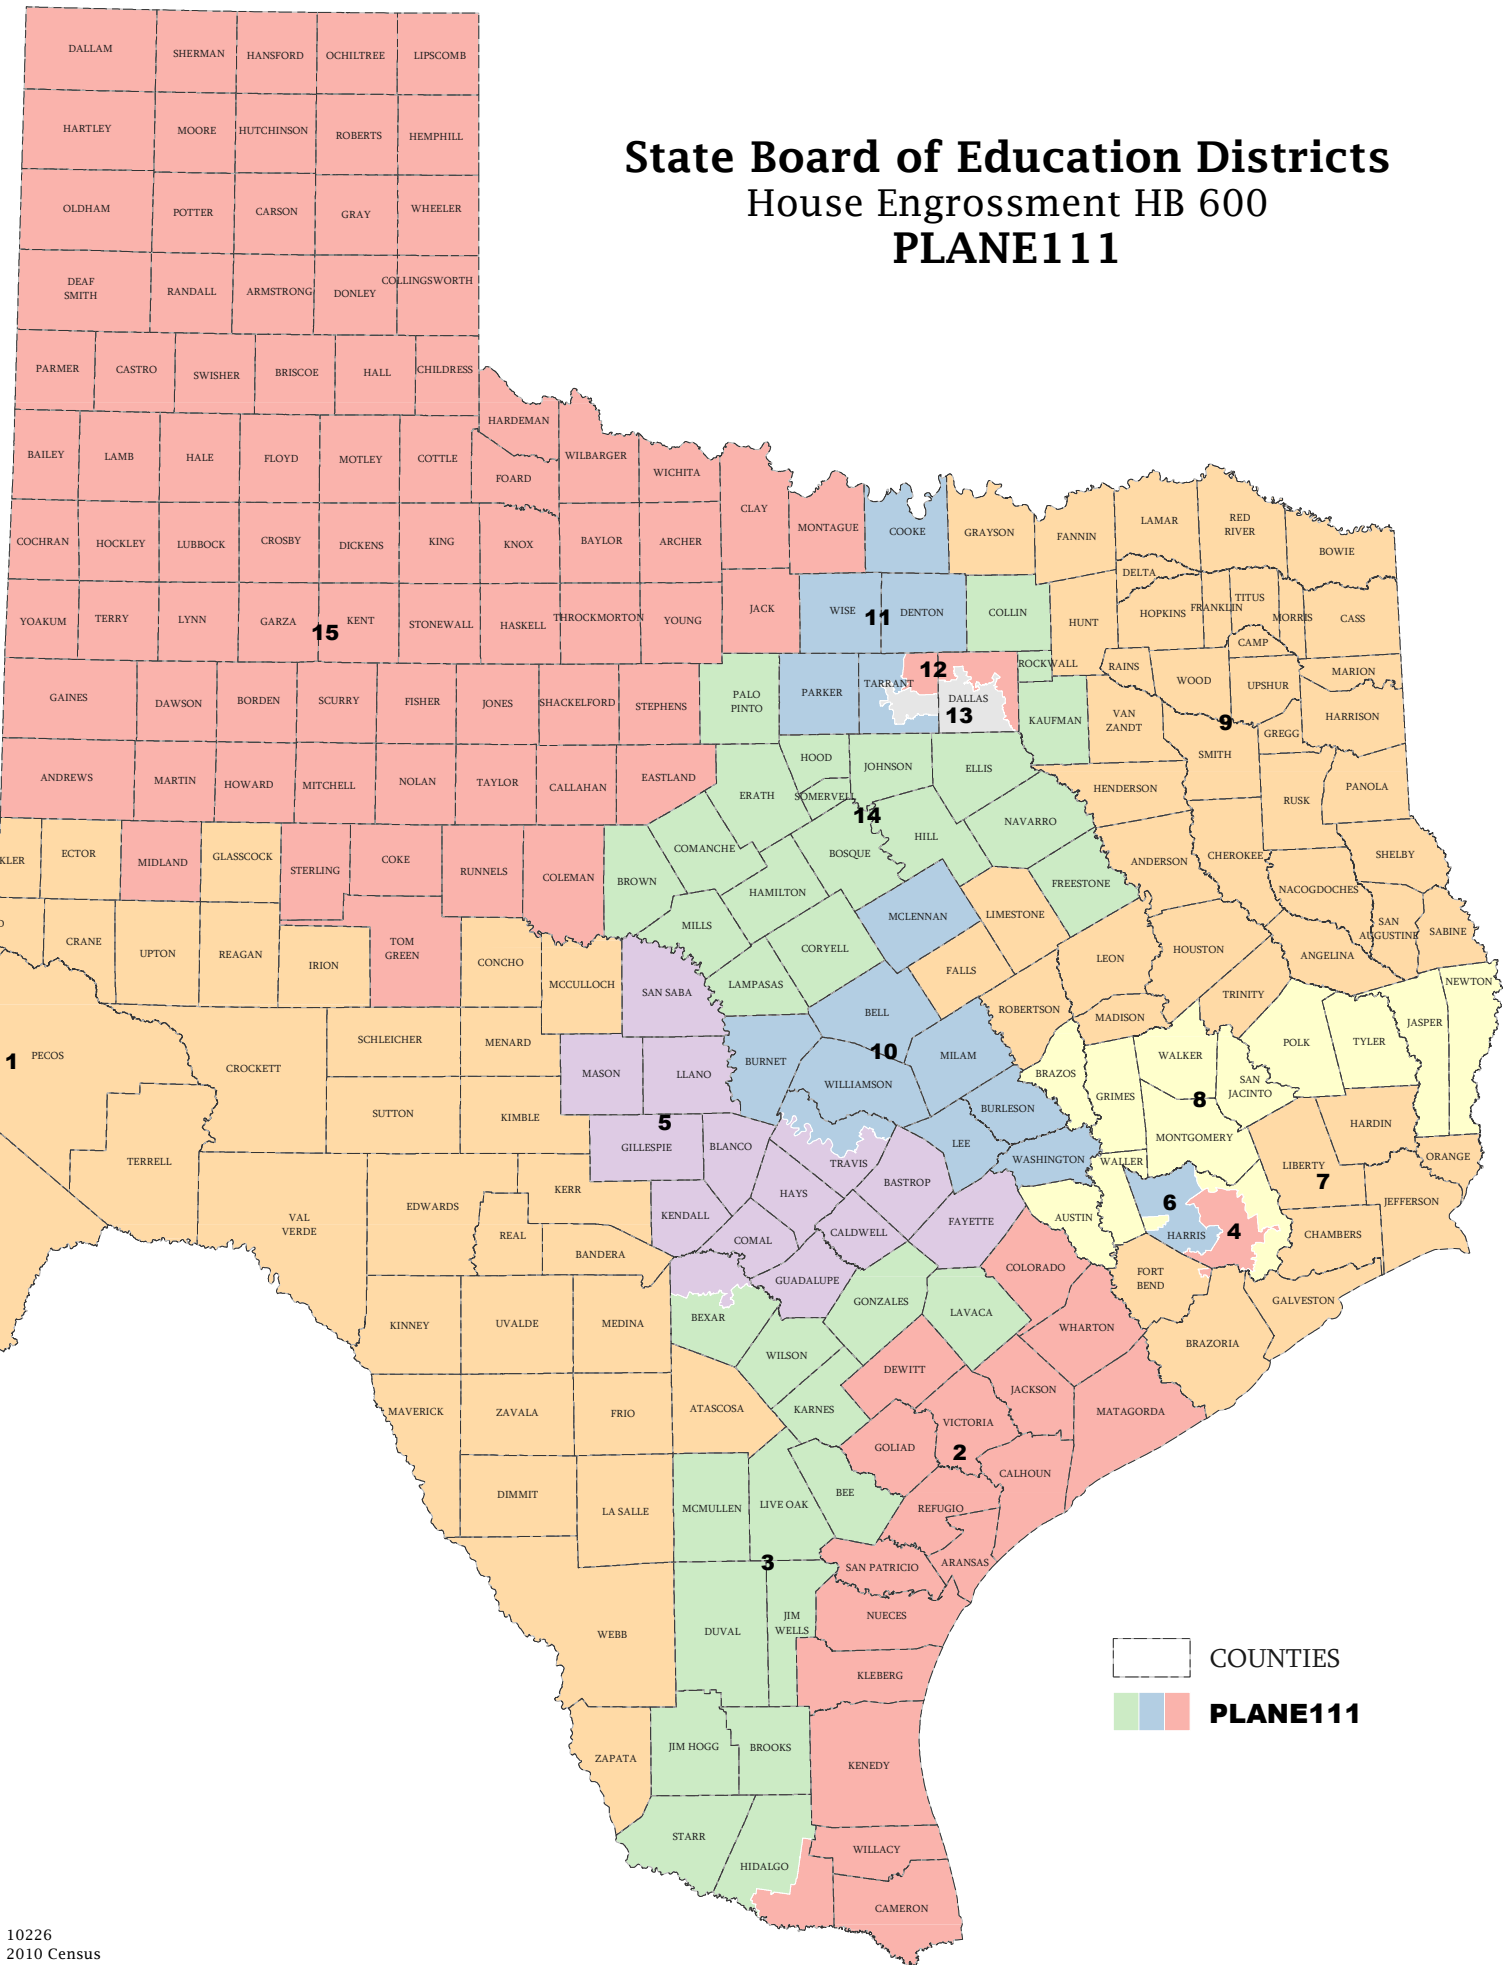 State Board of Education Districts
House Engrossment HB 600
PLANE111
DALLAM
SHERMAN
HANSFORD
OCHILTREE
LIPSCOMB
HARTLEY
MOORE
HUTCHINSON
ROBERTS
HEMPHILL
OLDHAM
POTTER
CARSON
GRAY
WHEELER
DEAF
SMITH
RANDALL
ARMSTRONG
DONLEY
COLLINGSWORTH
PARMER
CASTRO
SWISHER
BRISCOE
HALL
CHILDRESS
HARDEMAN
BAILEY
LAMB
HALE
FLOYD
MOTLEY
COTTLE
FOARD
WILBARGER
WICHITA
CLAY
MONTAGUE
COOKE
GRAYSON
FANNIN
LAMAR
RED
RIVER
BOWIE
COCHRAN
HOCKLEY
LUBBOCK
CROSBY
DICKENS
KING
KNOX
BAYLOR
ARCHER
DELTA
YOAKUM
TERRY
LYNN
GARZA
15
KENT
STONEWALL
HASKELL
THROCKMORTON
YOUNG
JACK
WISE
11
DENTON
COLLIN
HUNT
HOPKINS
FRANKLIN
TITUS
MORRIS
CASS
CAMP
GAINES
DAWSON
BORDEN
SCURRY
FISHER
JONES
SHACKELFORD
STEPHENS
PALO
PINTO
PARKER
TARRANT
12
DALLAS
13
ROCKWALL
KAUFMAN
RAINS
VAN
ZANDT
WOOD
UPSHUR
MARION
9
GREGG
HARRISON
SMITH
ANDREWS
MARTIN
HOWARD
MITCHELL
NOLAN
TAYLOR
CALLAHAN
EASTLAND
ERATH
HOOD
SOMERVELL
JOHNSON
ELLIS
14
HENDERSON
RUSK
PANOLA
KLER
ECTOR
MIDLAND
GLASSCOCK
STERLING
COKE
RUNNELS
COLEMAN
BROWN
COMANCHE
BOSQUE
HILL
NAVARRO
ANDERSON
CHEROKEE
SHELBY
HAMILTON
FREESTONE
NACOGDOCHES
CRANE
UPTON
REAGAN
IRION
TOM
GREEN
CONCHO
MCCULLOCH
MILLS
CORYELL
MCLENNAN
LIMESTONE
LEON
HOUSTON
SAN
AUGUSTINE
SABINE
ANGELINA
SAN SABA
LAMPASAS
FALLS
BELL
ROBERTSON
MADISON
TRINITY
NEWTON
1
PECOS
CROCKETT
SCHLEICHER
MENARD
MASON
LLANO
BURNET
10
WILLIAMSON
MILAM
BRAZOS
WALKER
POLK
TYLER
JASPER
SUTTON
KIMBLE
5
GRIMES
8
SAN
JACINTO
BURLESON
MONTGOMERY
HARDIN
TERRELL
GILLESPIE
BLANCO
TRAVIS
LEE
WASHINGTON
WALLER
LIBERTY
7
ORANGE
VAL
VERDE
EDWARDS
REAL
KERR
BANDERA
KENDALL
HAYS
BASTROP
FAYETTE
AUSTIN
6
HARRIS
4
CHAMBERS
JEFFERSON
COMAL
CALDWELL
COLORADO
FORT
BEND
GALVESTON
KINNEY
UVALDE
MEDINA
BEXAR
GUADALUPE
GONZALES
LAVACA
WHARTON
BRAZORIA
WILSON
DEWITT
JACKSON
MATAGORDA
MAVERICK
ZAVALA
FRIO
ATASCOSA
KARNES
VICTORIA
GOLIAD
2
CALHOUN
DIMMIT
LA SALLE
MCMULLEN
LIVE OAK
BEE
REFUGIO
3
SAN PATRICIO
ARANSAS
WEBB
DUVAL
JIM
WELLS
NUECES
KLEBERG
ZAPATA
JIM HOGG
BROOKS
KENEDY
STARR
HIDALGO
WILLACY
CAMERON
COUNTIES
PLANE111
10226
2010 Census